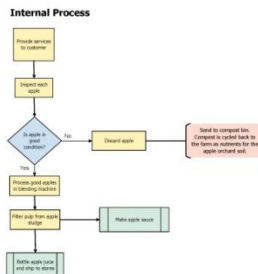 Internal Process
Provide services
to customer
Inspect each
apple
Is apple in
good
condition?
No
Discard apple
Send to compost bin.
Compost is cycled back to
the farm as nutrients for the
apple orchard soil.
Yes
Process good apples
in blending machine
Filter pulp from apple
sludge
Make apple sauce
Bottle apple juice
and ship to stores